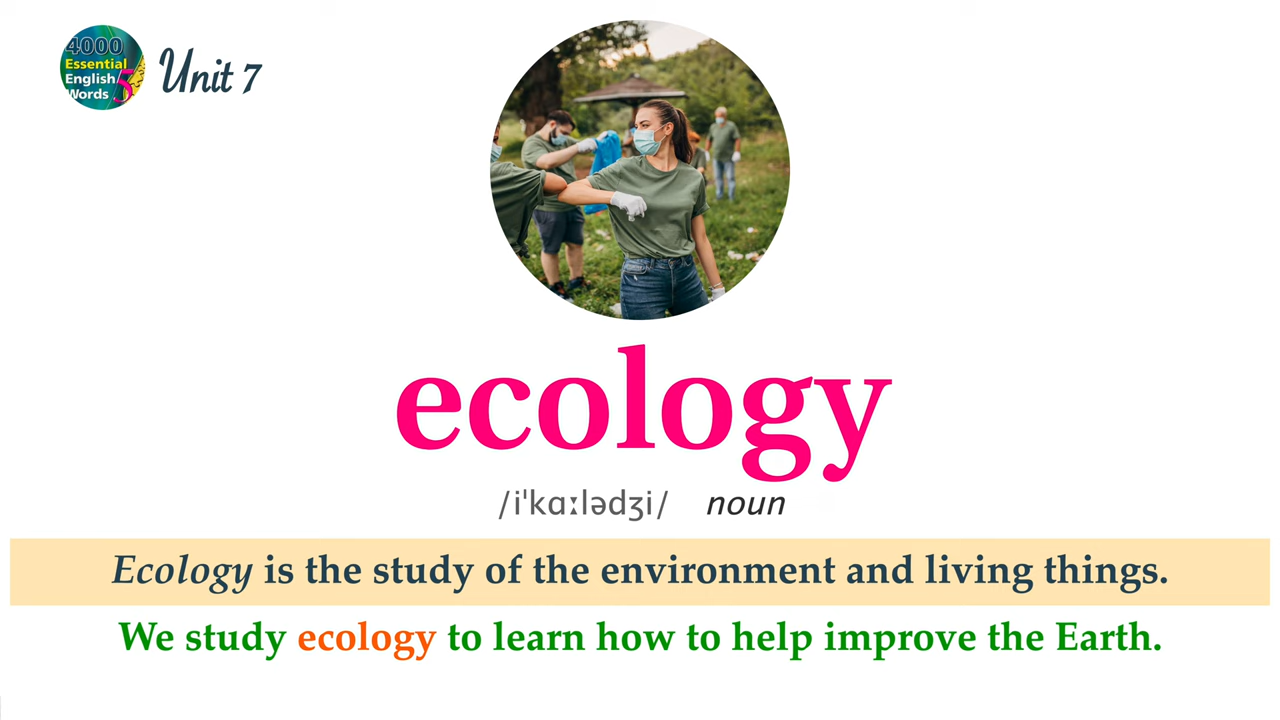 4000
Essential
English
Words 5
Unit 7
ecology
/iˈkɑːlədʒi/ noun
Ecology is the study of the environment and living things.
We study ecology to learn how to help improve the Earth.